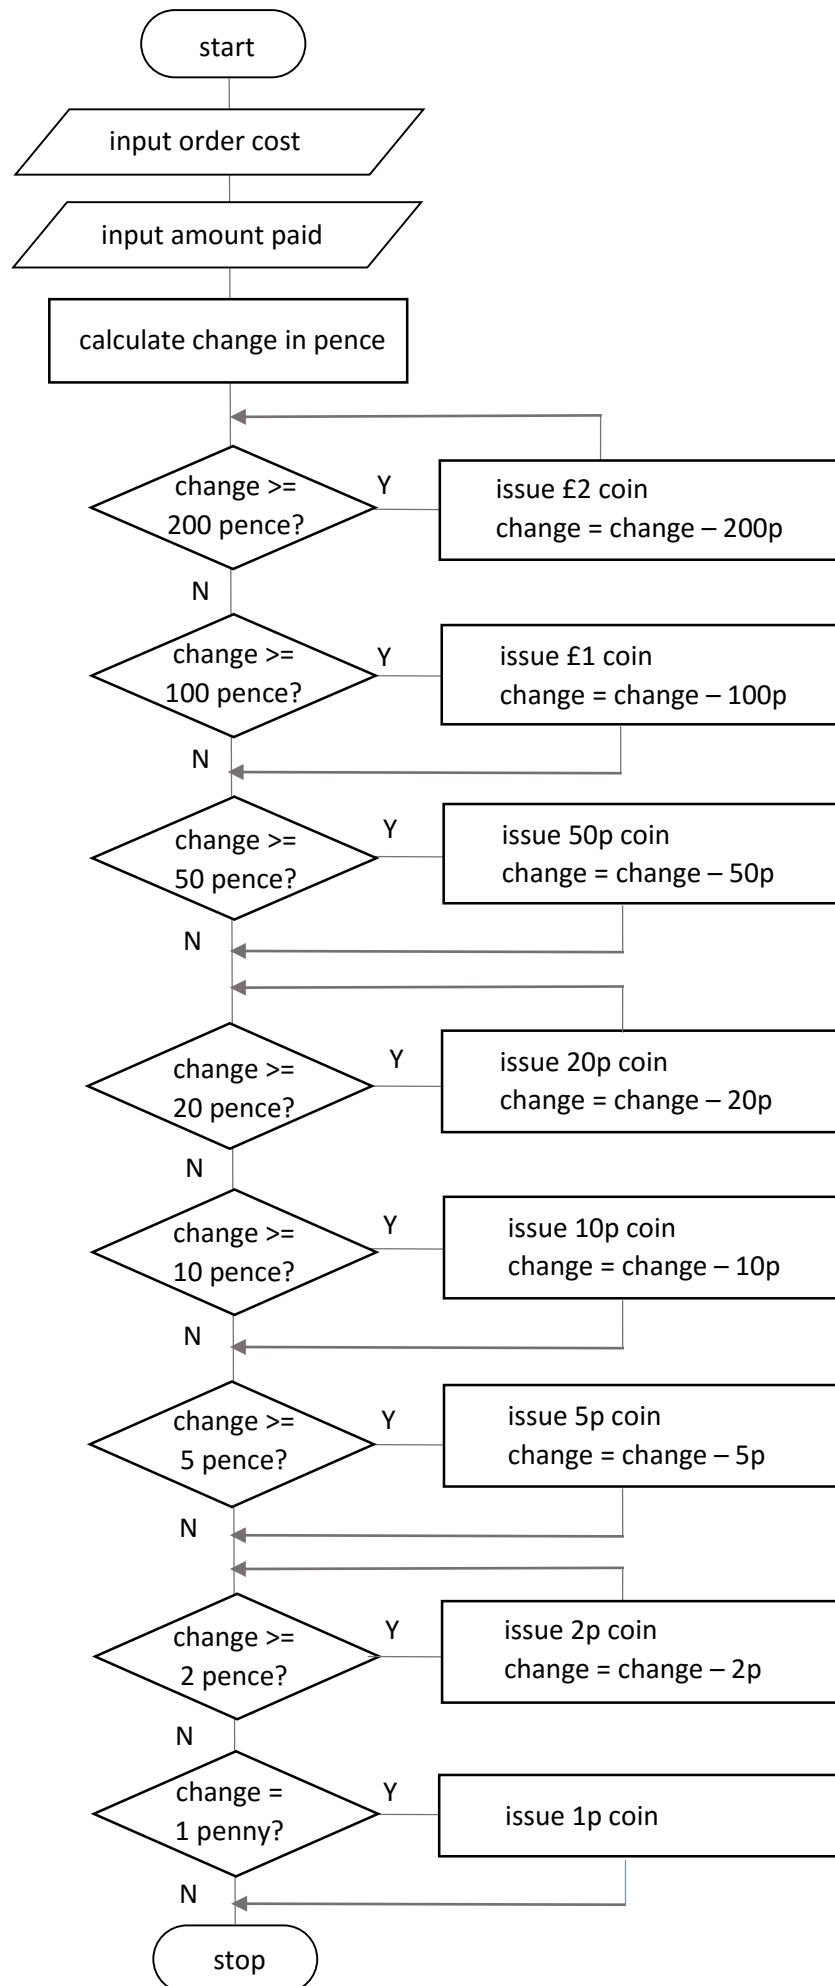 start
input order cost
input amount paid
calculate change in pence
change >=
200 pence?
Y
issue £2 coin
change = change – 200p
N
change >=
100 pence?
Y
issue £1 coin
change = change – 100p
N
change >=
50 pence?
Y
issue 50p coin
change = change – 50p
N
change >=
20 pence?
Y
issue 20p coin
change = change – 20p
N
change >=
10 pence?
Y
issue 10p coin
change = change – 10p
N
change >=
5 pence?
Y
issue 5p coin
change = change – 5p
N
change >=
2 pence?
Y
issue 2p coin
change = change – 2p
N
change =
1 penny?
Y
issue 1p coin
N
stop